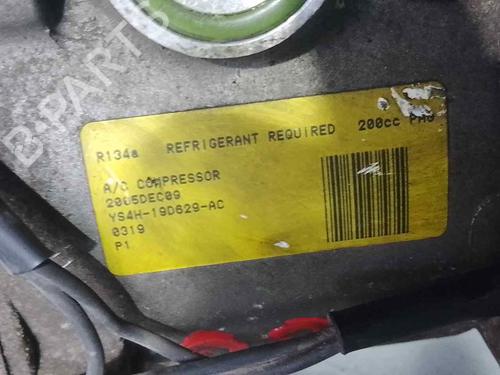 B-PARTS
R134a REFRIGERANT REQUIRED 200cc PAG
A/C COMPRESSOR
2005DEC09
YS4H-19D629-AC
0319
P1